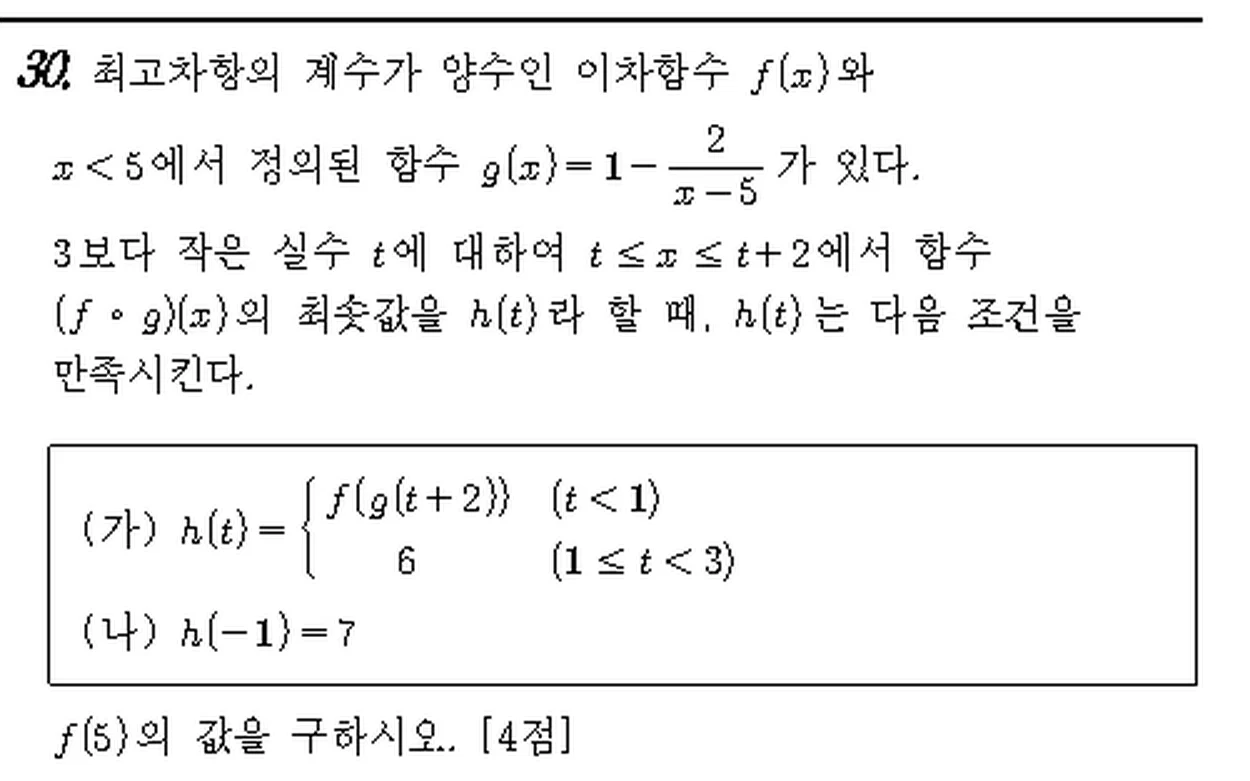 30. 최고차항의 계수가 양수인 이차함수 f(x)와
x < 5에서 정의된 함수 g(x) = 1 - \frac{2}{x-5} 가 있다.
3보다 작은 실수 t에 대하여 t ≤ x ≤ t+2에서 함수
(f ∘ g)(x)의 최솟값을 h(t)라 할 때, h(t)는 다음 조건을
만족시킨다.
(가) h(t) = { f(g(t+2)) (t < 1)
6 (1 ≤ t < 3)
(나) h(-1) = 7
f(5)의 값을 구하시오.. [4점]